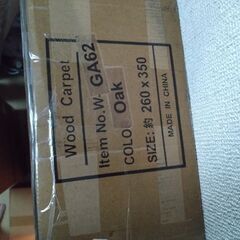 Wood Carpet
Item No.W- GA62
COLO Oak
SIZE: 約 260 x 350
MADE IN CHINA